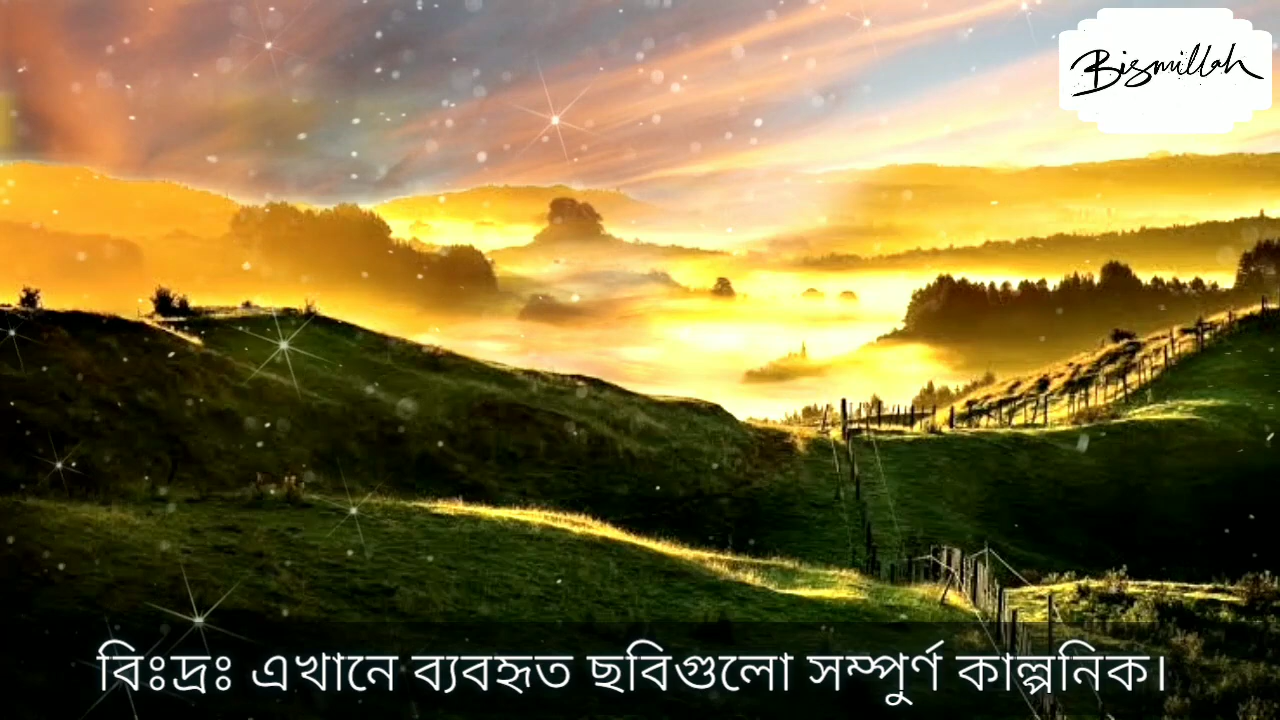 Bismillah
বিঃদ্রঃ এখানে ব্যবহৃত ছবিগুলো সম্পুর্ণ কাল্পনিক।